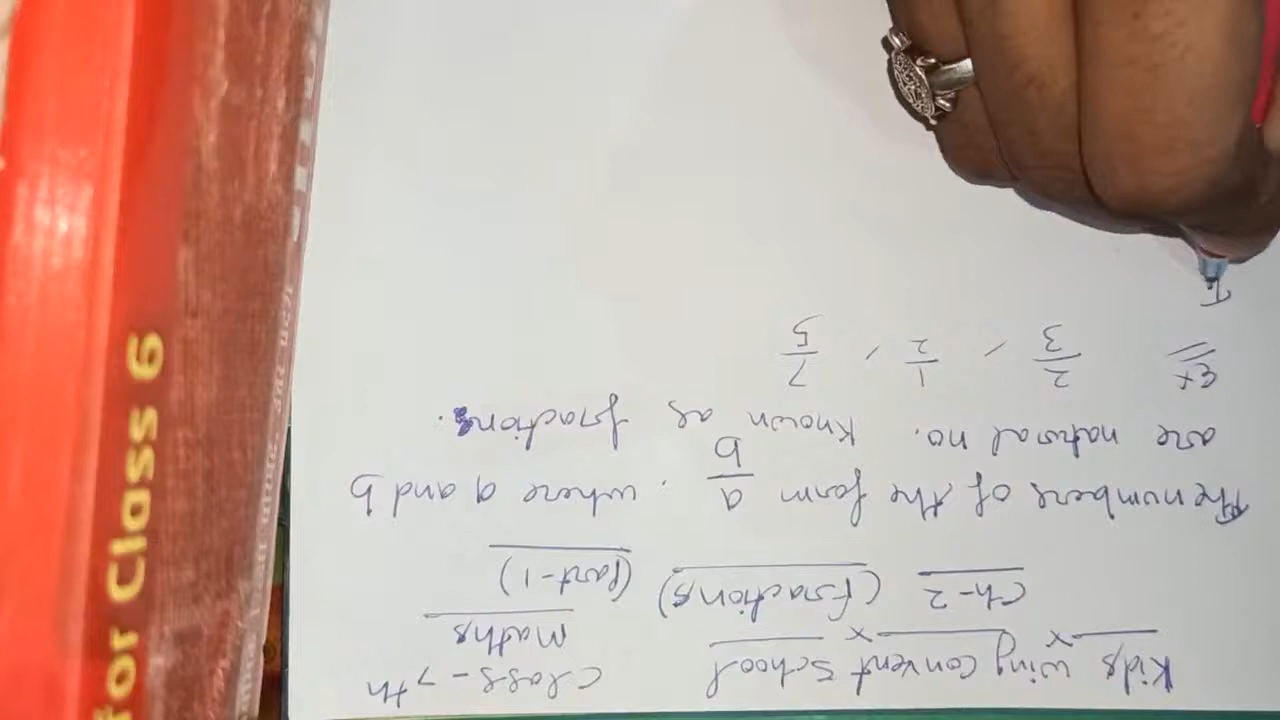 Kids wing convent School Class - 7th
Maths
Ch-2 (Fractions) (Part-1)
The numbers of the form a/b . where a and b
are natural no. known as fractions.
Ex 2/3 , 1/2 , 7/5
T
for Class 6